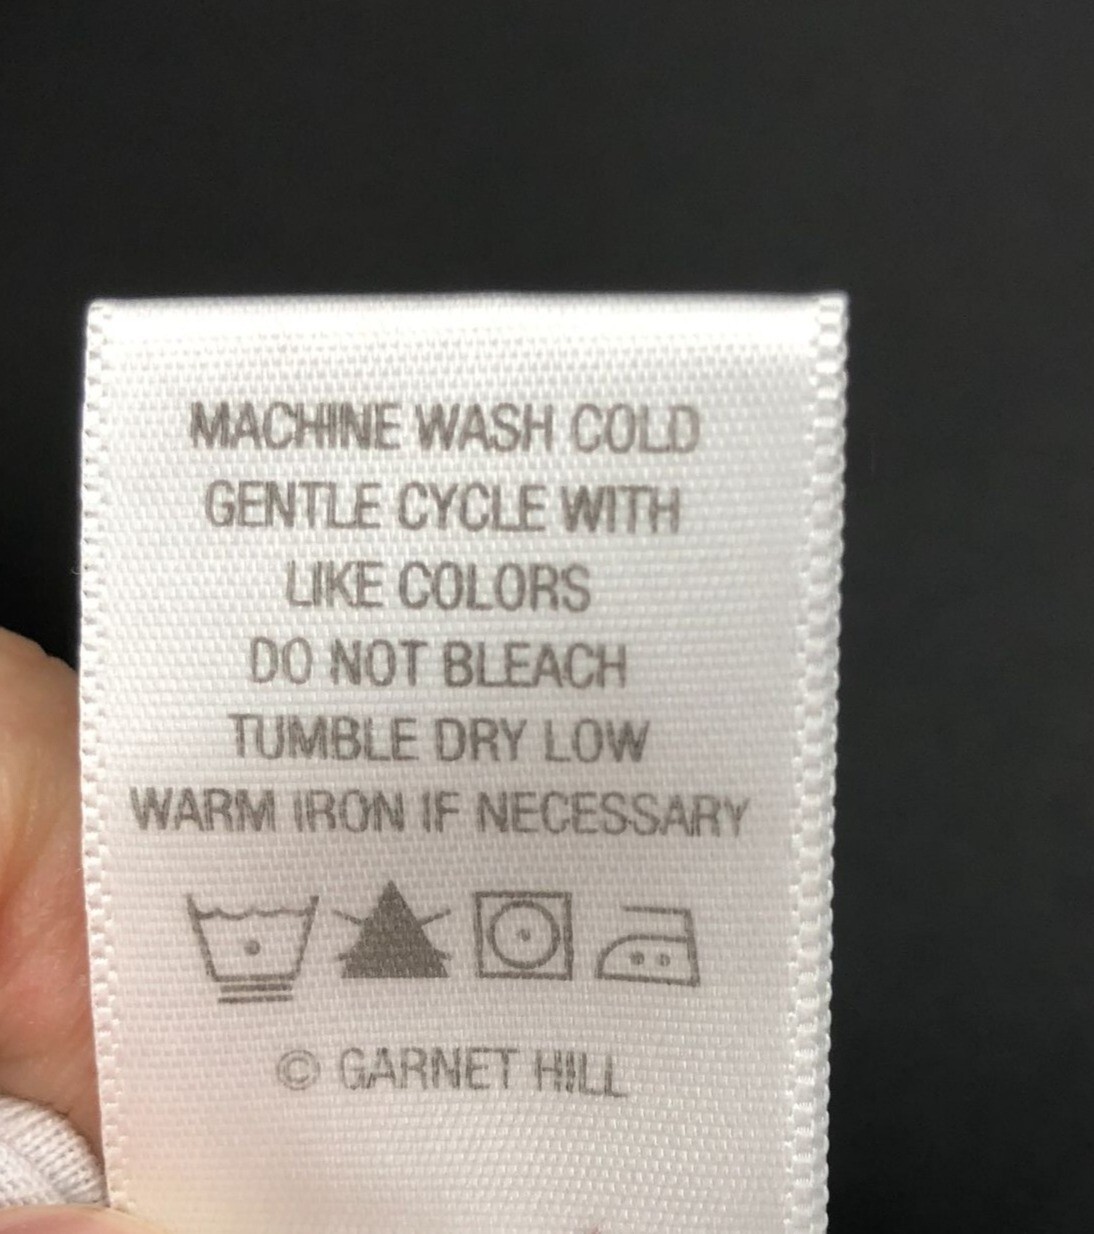 MACHINE WASH COLD
GENTLE CYCLE WITH
LIKE COLORS
DO NOT BLEACH
TUMBLE DRY LOW
WARM IRON IF NECESSARY
© GARNET HILL